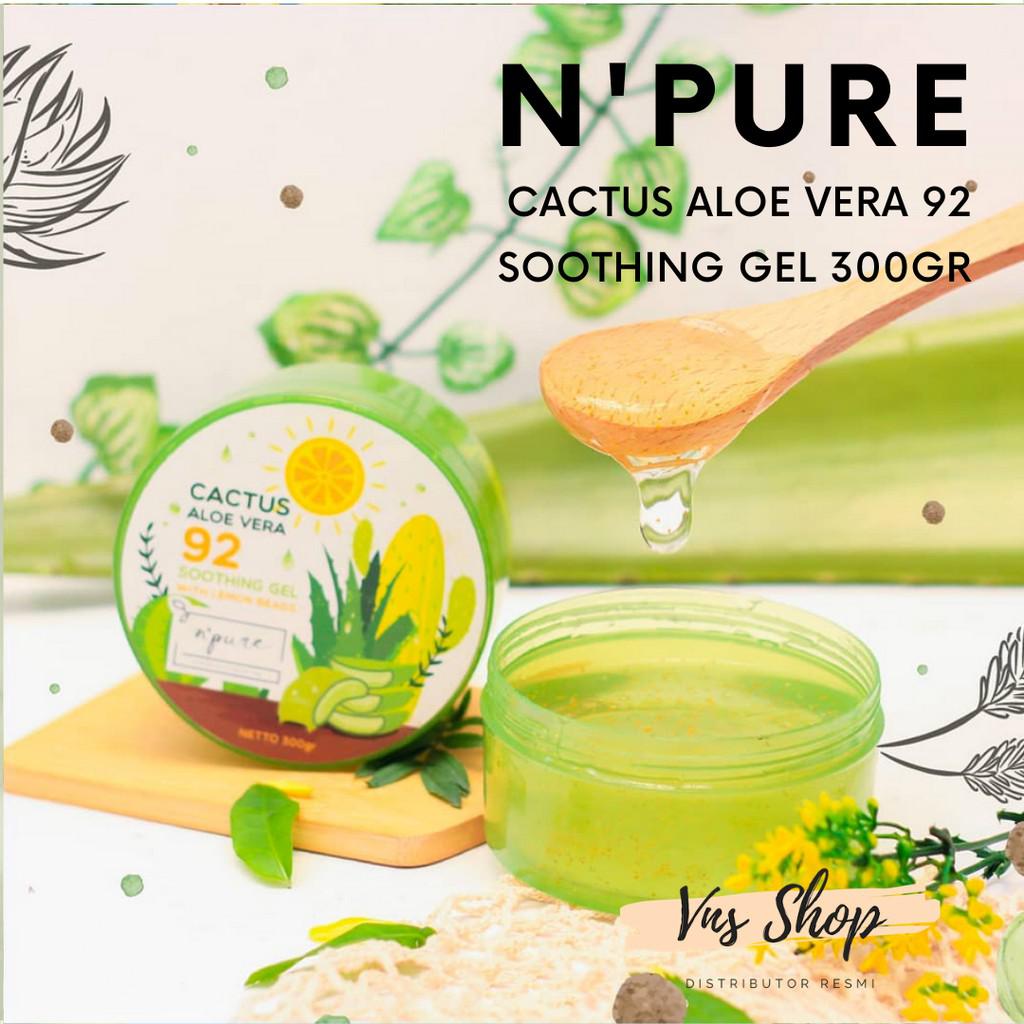 N'PURE
CACTUS ALOE VERA 92
SOOTHING GEL 300GR
CACTUS
ALOE VERA
92
SOOTHING GEL
WITH LEMON BEADS
n'pure
NETTO 300gr
Vns Shop
DISTRIBUTOR RESMI